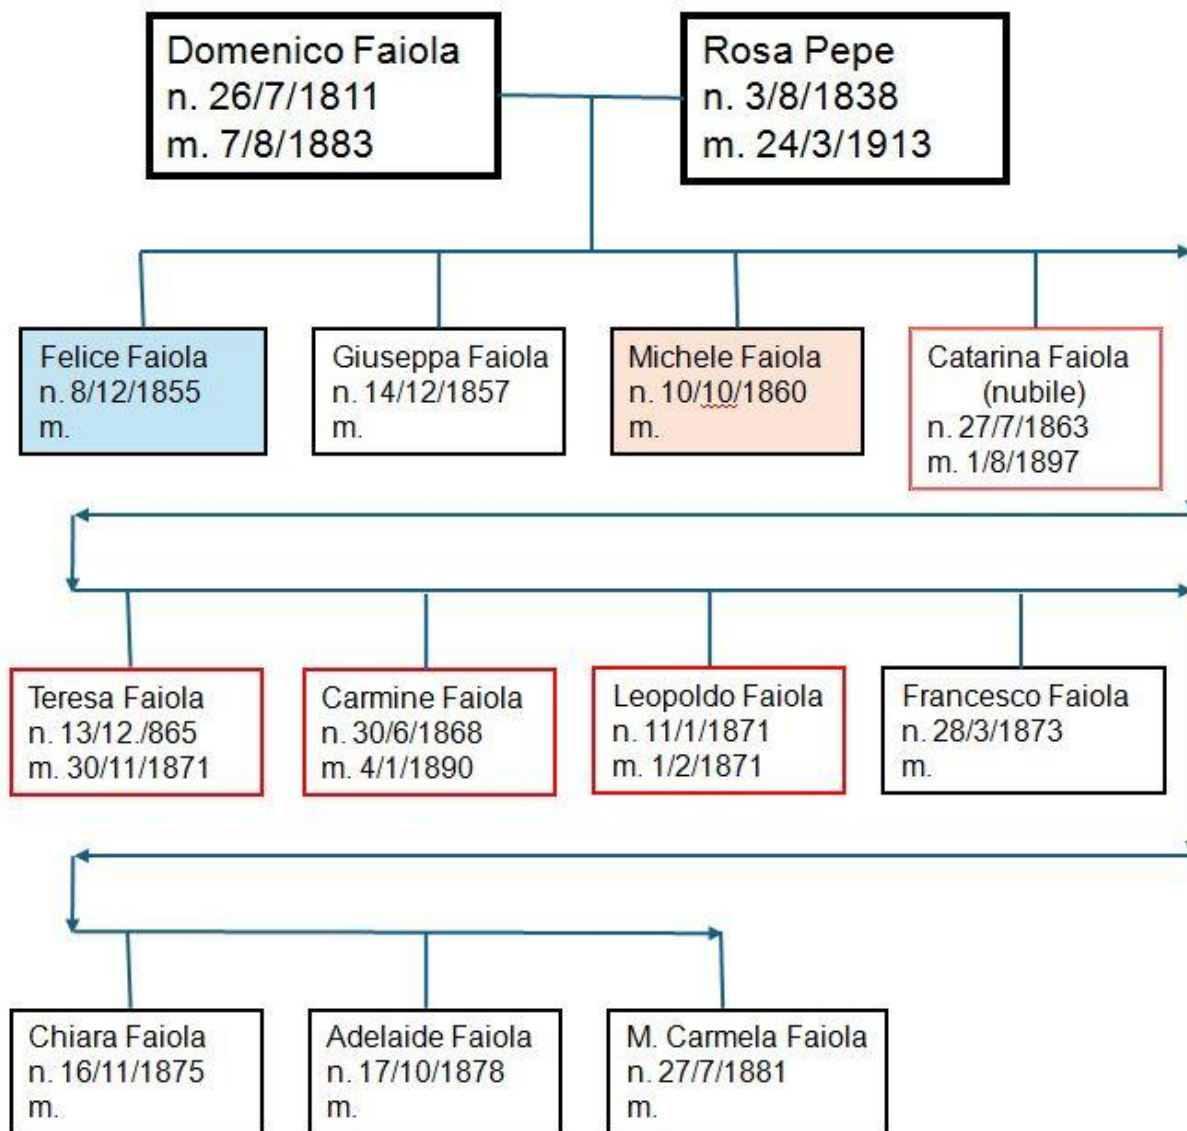 Domenico Faiola
n. 26/7/1811
m. 7/8/1883
Rosa Pepe
n. 3/8/1838
m. 24/3/1913
Felice Faiola
n. 8/12/1855
m.
Giuseppa Faiola
n. 14/12/1857
m.
Michele Faiola
n. 10/10/1860
m.
Catarina Faiola
(nubile)
n. 27/7/1863
m. 1/8/1897
Teresa Faiola
n. 13/12./865
m. 30/11/1871
Carmine Faiola
n. 30/6/1868
m. 4/1/1890
Leopoldo Faiola
n. 11/1/1871
m. 1/2/1871
Francesco Faiola
n. 28/3/1873
m.
Chiara Faiola
n. 16/11/1875
m.
Adelaide Faiola
n. 17/10/1878
m.
M. Carmela Faiola
n. 27/7/1881
m.